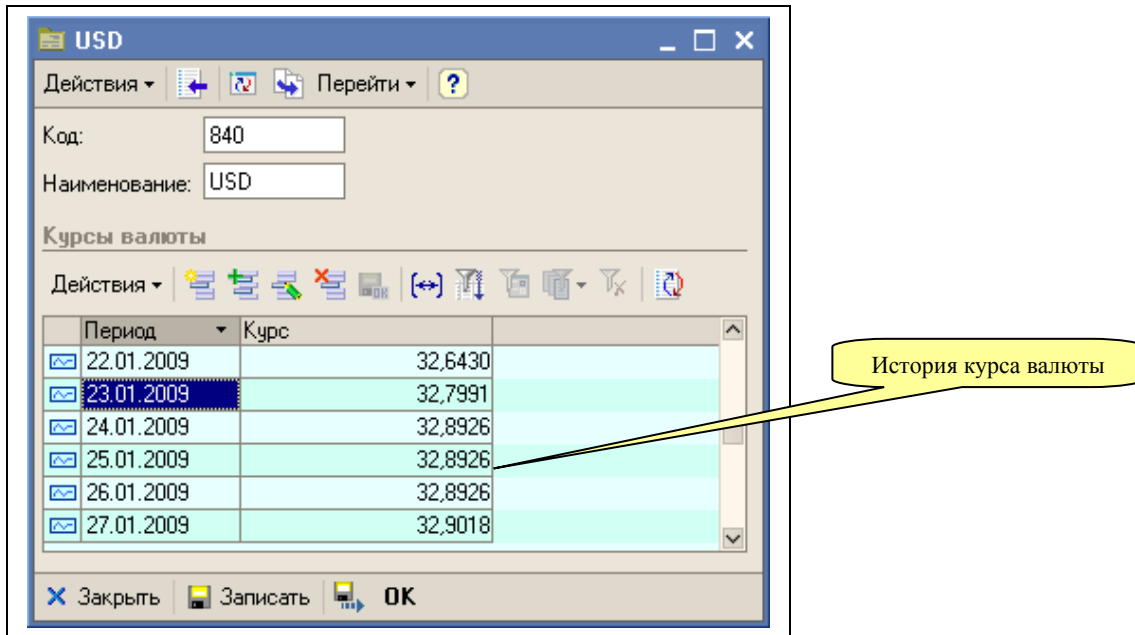 USD
Действия Перейти ?
Код: 840
Наименование: USD
Курсы валюты
Действия OK
Период Курс
22.01.2009 32,6430
23.01.2009 32,7991
24.01.2009 32,8926
25.01.2009 32,8926
26.01.2009 32,8926
27.01.2009 32,9018
История курса валюты
Закрыть Записать OK